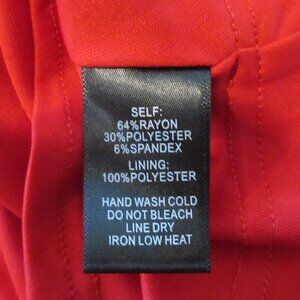 SELF:
64%RAYON
30%POLYESTER
6%SPANDEX
LINING:
100%POLYESTER
HAND WASH COLD
DO NOT BLEACH
LINE DRY
IRON LOW HEAT